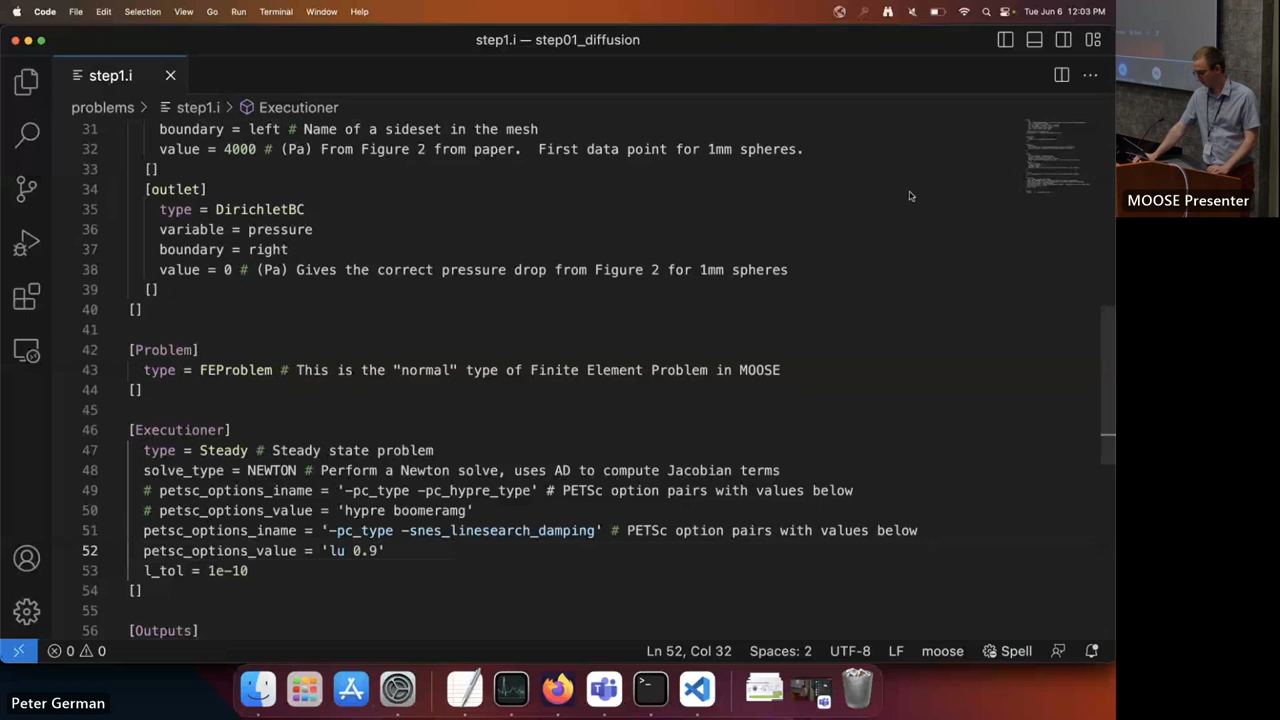 Code File Edit Selection View Go Run Terminal Window Help Tue Jun 6 12:03 PM
step1.i — step01_diffusion
step1.i
problems > step1.i > Executioner
31 boundary = left # Name of a sideset in the mesh
32 value = 4000 # (Pa) From Figure 2 from paper. First data point for 1mm spheres.
33 []
34 [outlet]
35 type = DirichletBC
36 variable = pressure
37 boundary = right
38 value = 0 # (Pa) Gives the correct pressure drop from Figure 2 for 1mm spheres
39 []
40 []
41
42 [Problem]
43 type = FEProblem # This is the "normal" type of Finite Element Problem in MOOSE
44 []
45
46 [Executioner]
47 type = Steady # Steady state problem
48 solve_type = NEWTON # Perform a Newton solve, uses AD to compute Jacobian terms
49 # petsc_options_iname = '-pc_type -pc_hypre_type' # PETSc option pairs with values below
50 # petsc_options_value = 'hypre boomeramg'
51 petsc_options_iname = '-pc_type -snes_linesearch_damping' # PETSc option pairs with values below
52 petsc_options_value = 'lu 0.9'
53 l_tol = 1e-10
54 []
55
56 [Outputs]
0 0 Ln 52, Col 32 Spaces: 2 UTF-8 LF moose Spell
MOOSE Presenter
Peter German